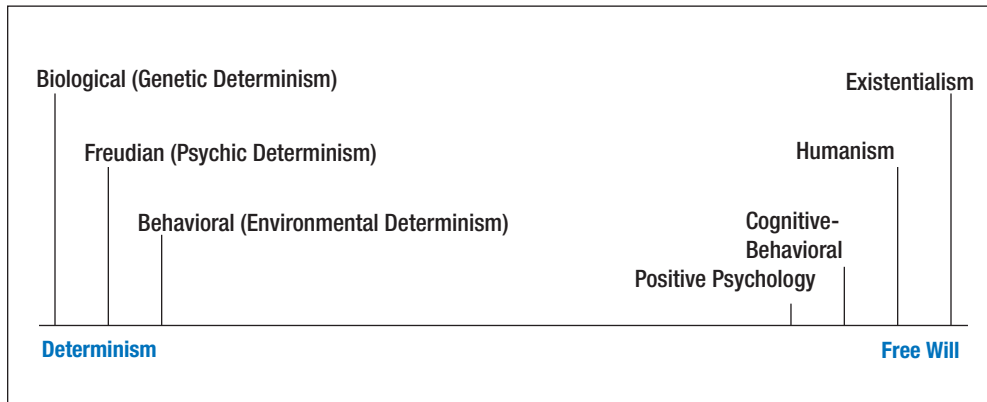 Biological (Genetic Determinism)
Existentialism
Freudian (Psychic Determinism)
Humanism
Behavioral (Environmental Determinism)
Cognitive-
Behavioral
Positive Psychology
Determinism
Free Will